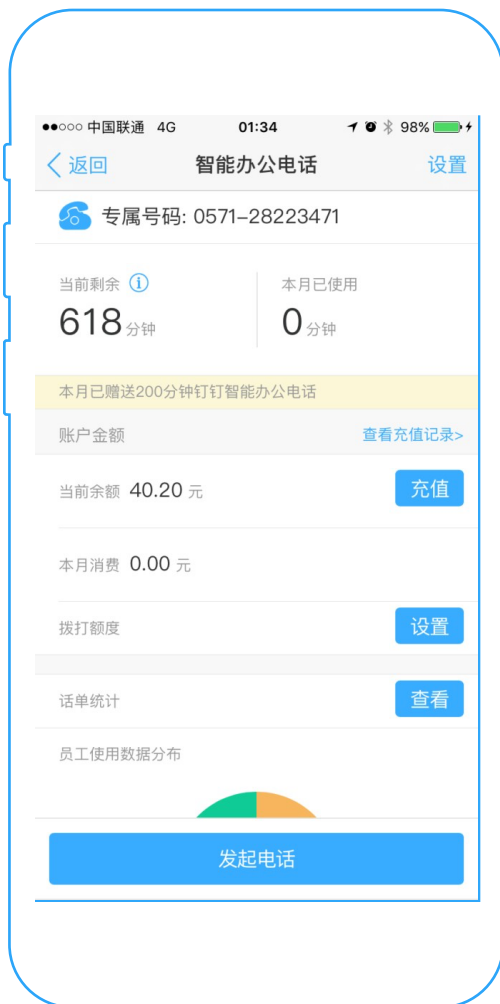 中国联通 4G 01:34 98%
返回 智能办公电话 设置
专属号码: 0571-28223471
当前剩余 本月已使用
618分钟 0分钟
本月已赠送200分钟钉钉智能办公电话
账户金额 查看充值记录>
当前余额 40.20 元 充值
本月消费 0.00 元
拨打额度 设置
话单统计 查看
员工使用数据分布
发起电话